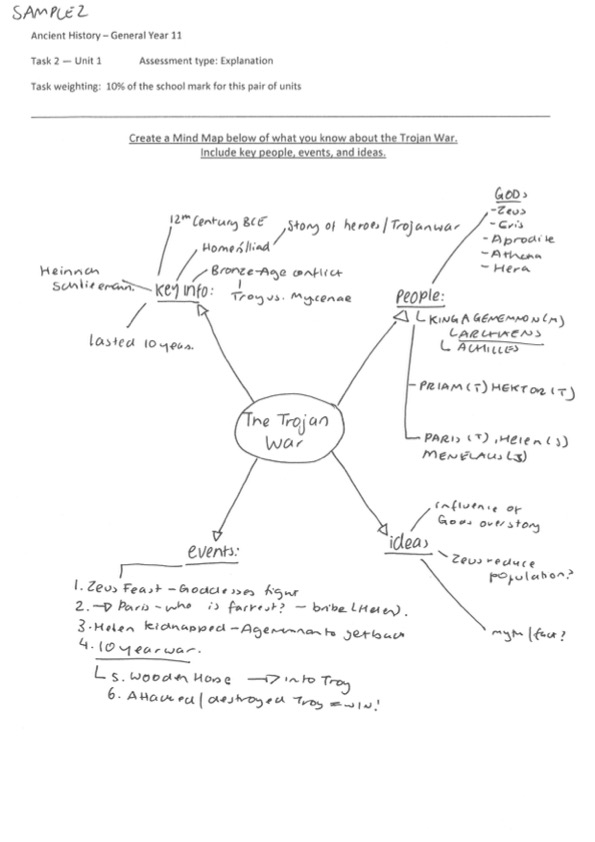 SAMPLE 2
Ancient History – General Year 11
Task 2 — Unit 1 Assessment type: Explanation
Task weighting: 10% of the school mark for this pair of units
Create a Mind Map below of what you know about the Trojan War.
Include key people, events, and ideas.
12th Century BCE
Homer/Iliad
Story of heroes/Trojan war
Bronze-Age conflict
Troy vs. Mycenae
Key info:
Lasted 10 years.
GODs
-Zeus
-Eris
-Aprodite
-Athena
-Hera
People:
KING AGEMEMNON (M)
ACHILLES
PRIAM (T) HEKTOR (T)
PARIS (T), Helen (S)
MENELAUS (S)
The Trojan
War
events:
1. Zeus Feast - Goddesses fight
2. → Paris - who is fairest? - bribe (Helen).
3. Helen kidnapped - Agememnon to get back
4. 10 year war.
5. Wooden Horse → into Troy
6. Attacked/destroyed Troy = WIN!
ideas
influence of
Gods over story
Zeus reduce
population?
myth/fact?